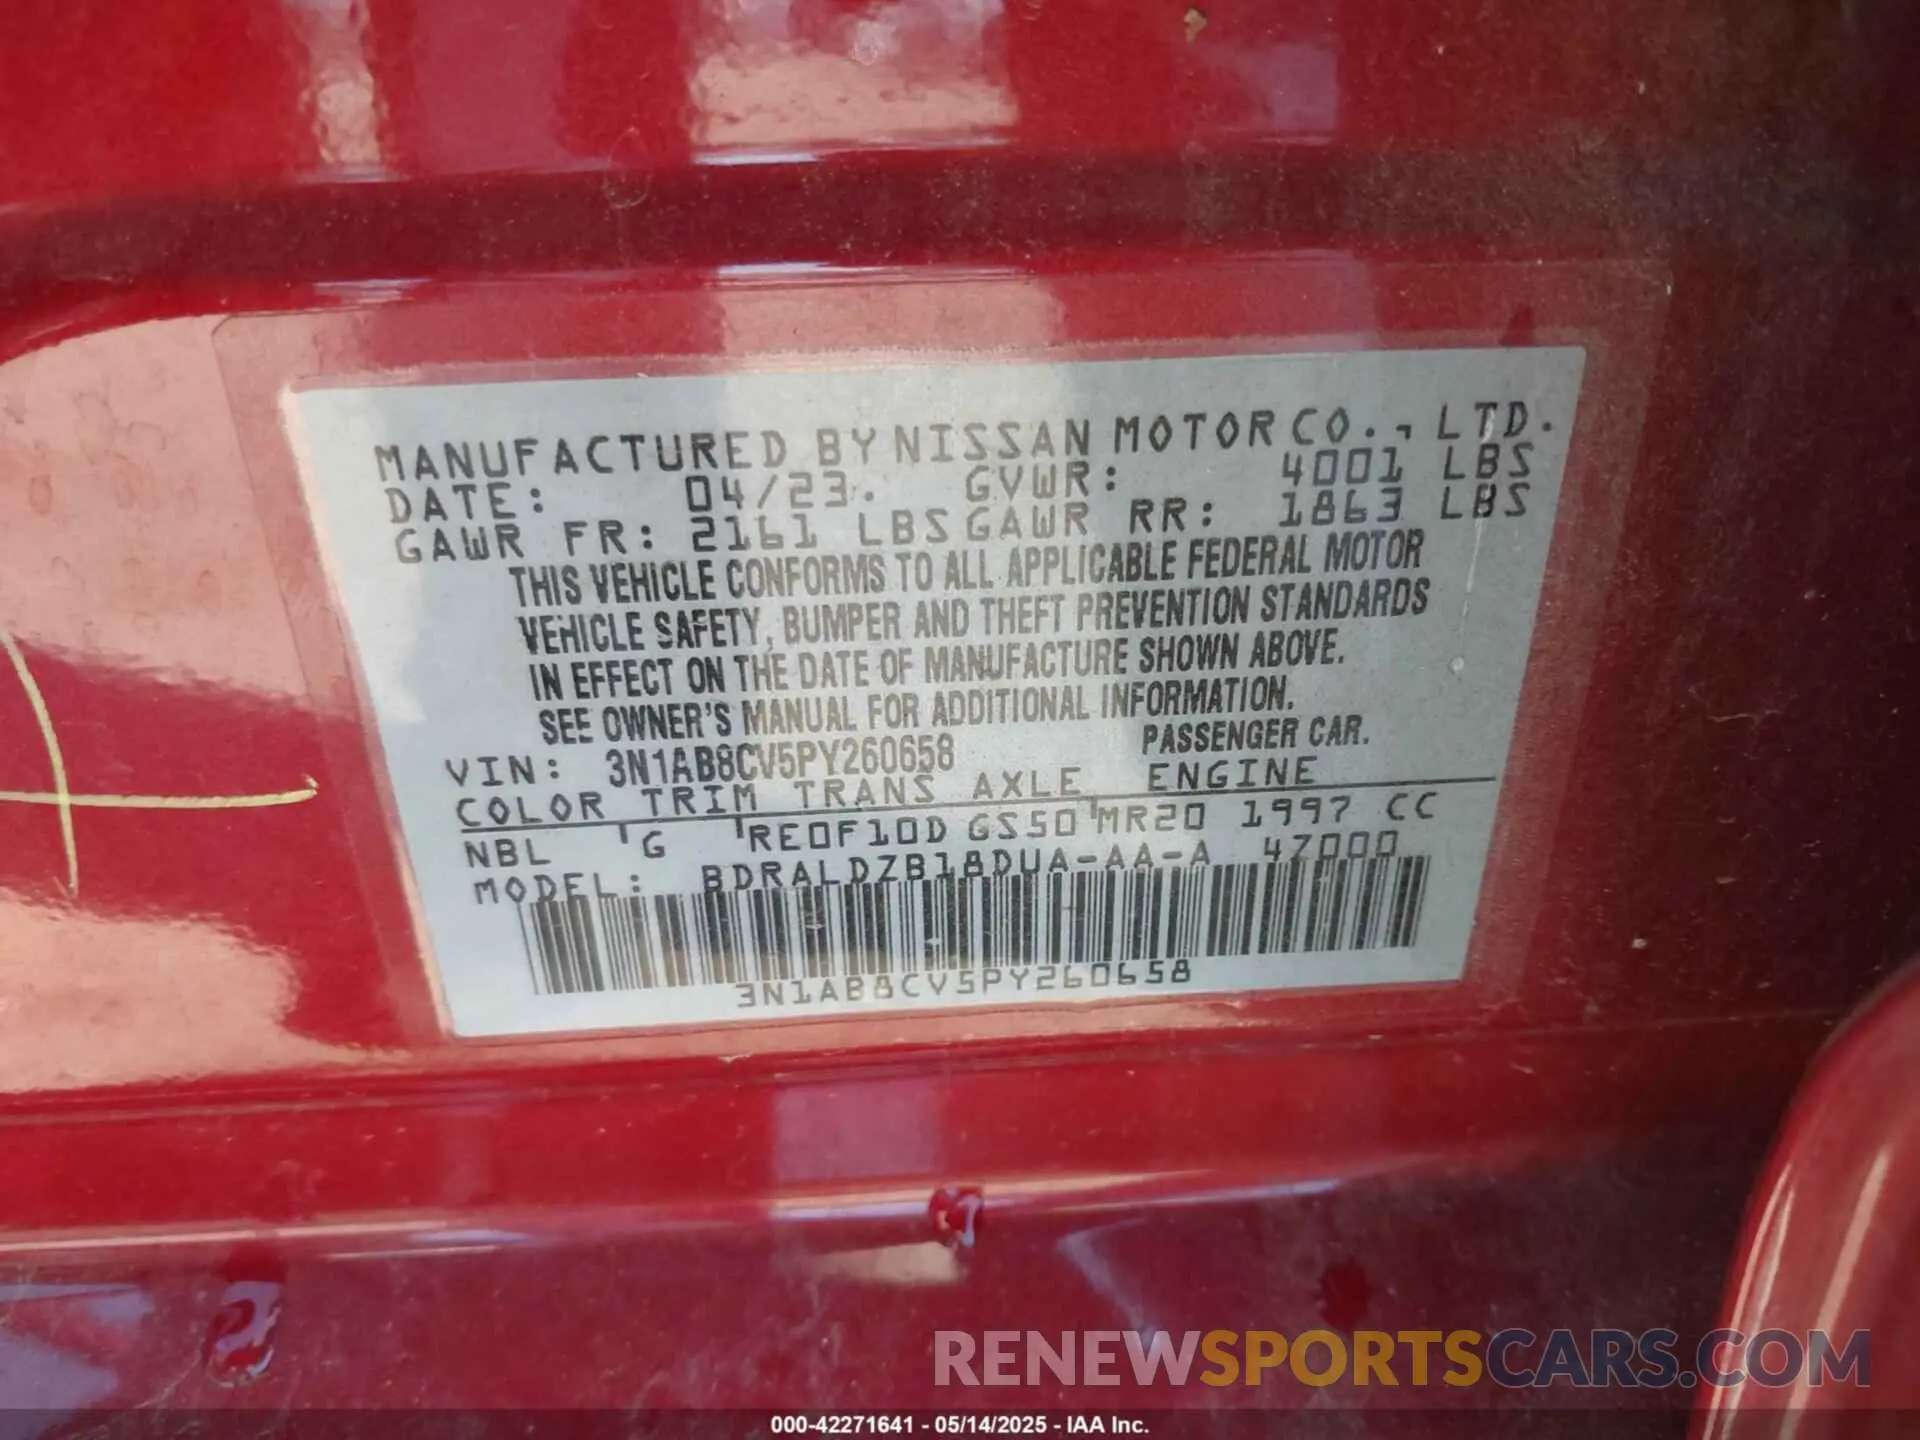 MANUFACTURED BY NISSAN MOTOR CO., LTD.
DATE: 04/23. GVWR: 4001 LBS
GAWR FR: 2161 LBS GAWR RR: 1863 LBS
THIS VEHICLE CONFORMS TO ALL APPLICABLE FEDERAL MOTOR
VEHICLE SAFETY, BUMPER AND THEFT PREVENTION STANDARDS
IN EFFECT ON THE DATE OF MANUFACTURE SHOWN ABOVE.
SEE OWNER'S MANUAL FOR ADDITIONAL INFORMATION.
VIN: 3N1AB8CV5PY260658 PASSENGER CAR.
COLOR TRIM TRANS AXLE ENGINE
NBL G RE0F10D GS50 MR20 1997 CC
MODEL: BDRALDZB18DUA-AA-A 47000
3N1AB8CV5PY260658
RENEWSPORTSCARS.COM
000-42271641 - 05/14/2025 - IAA Inc.